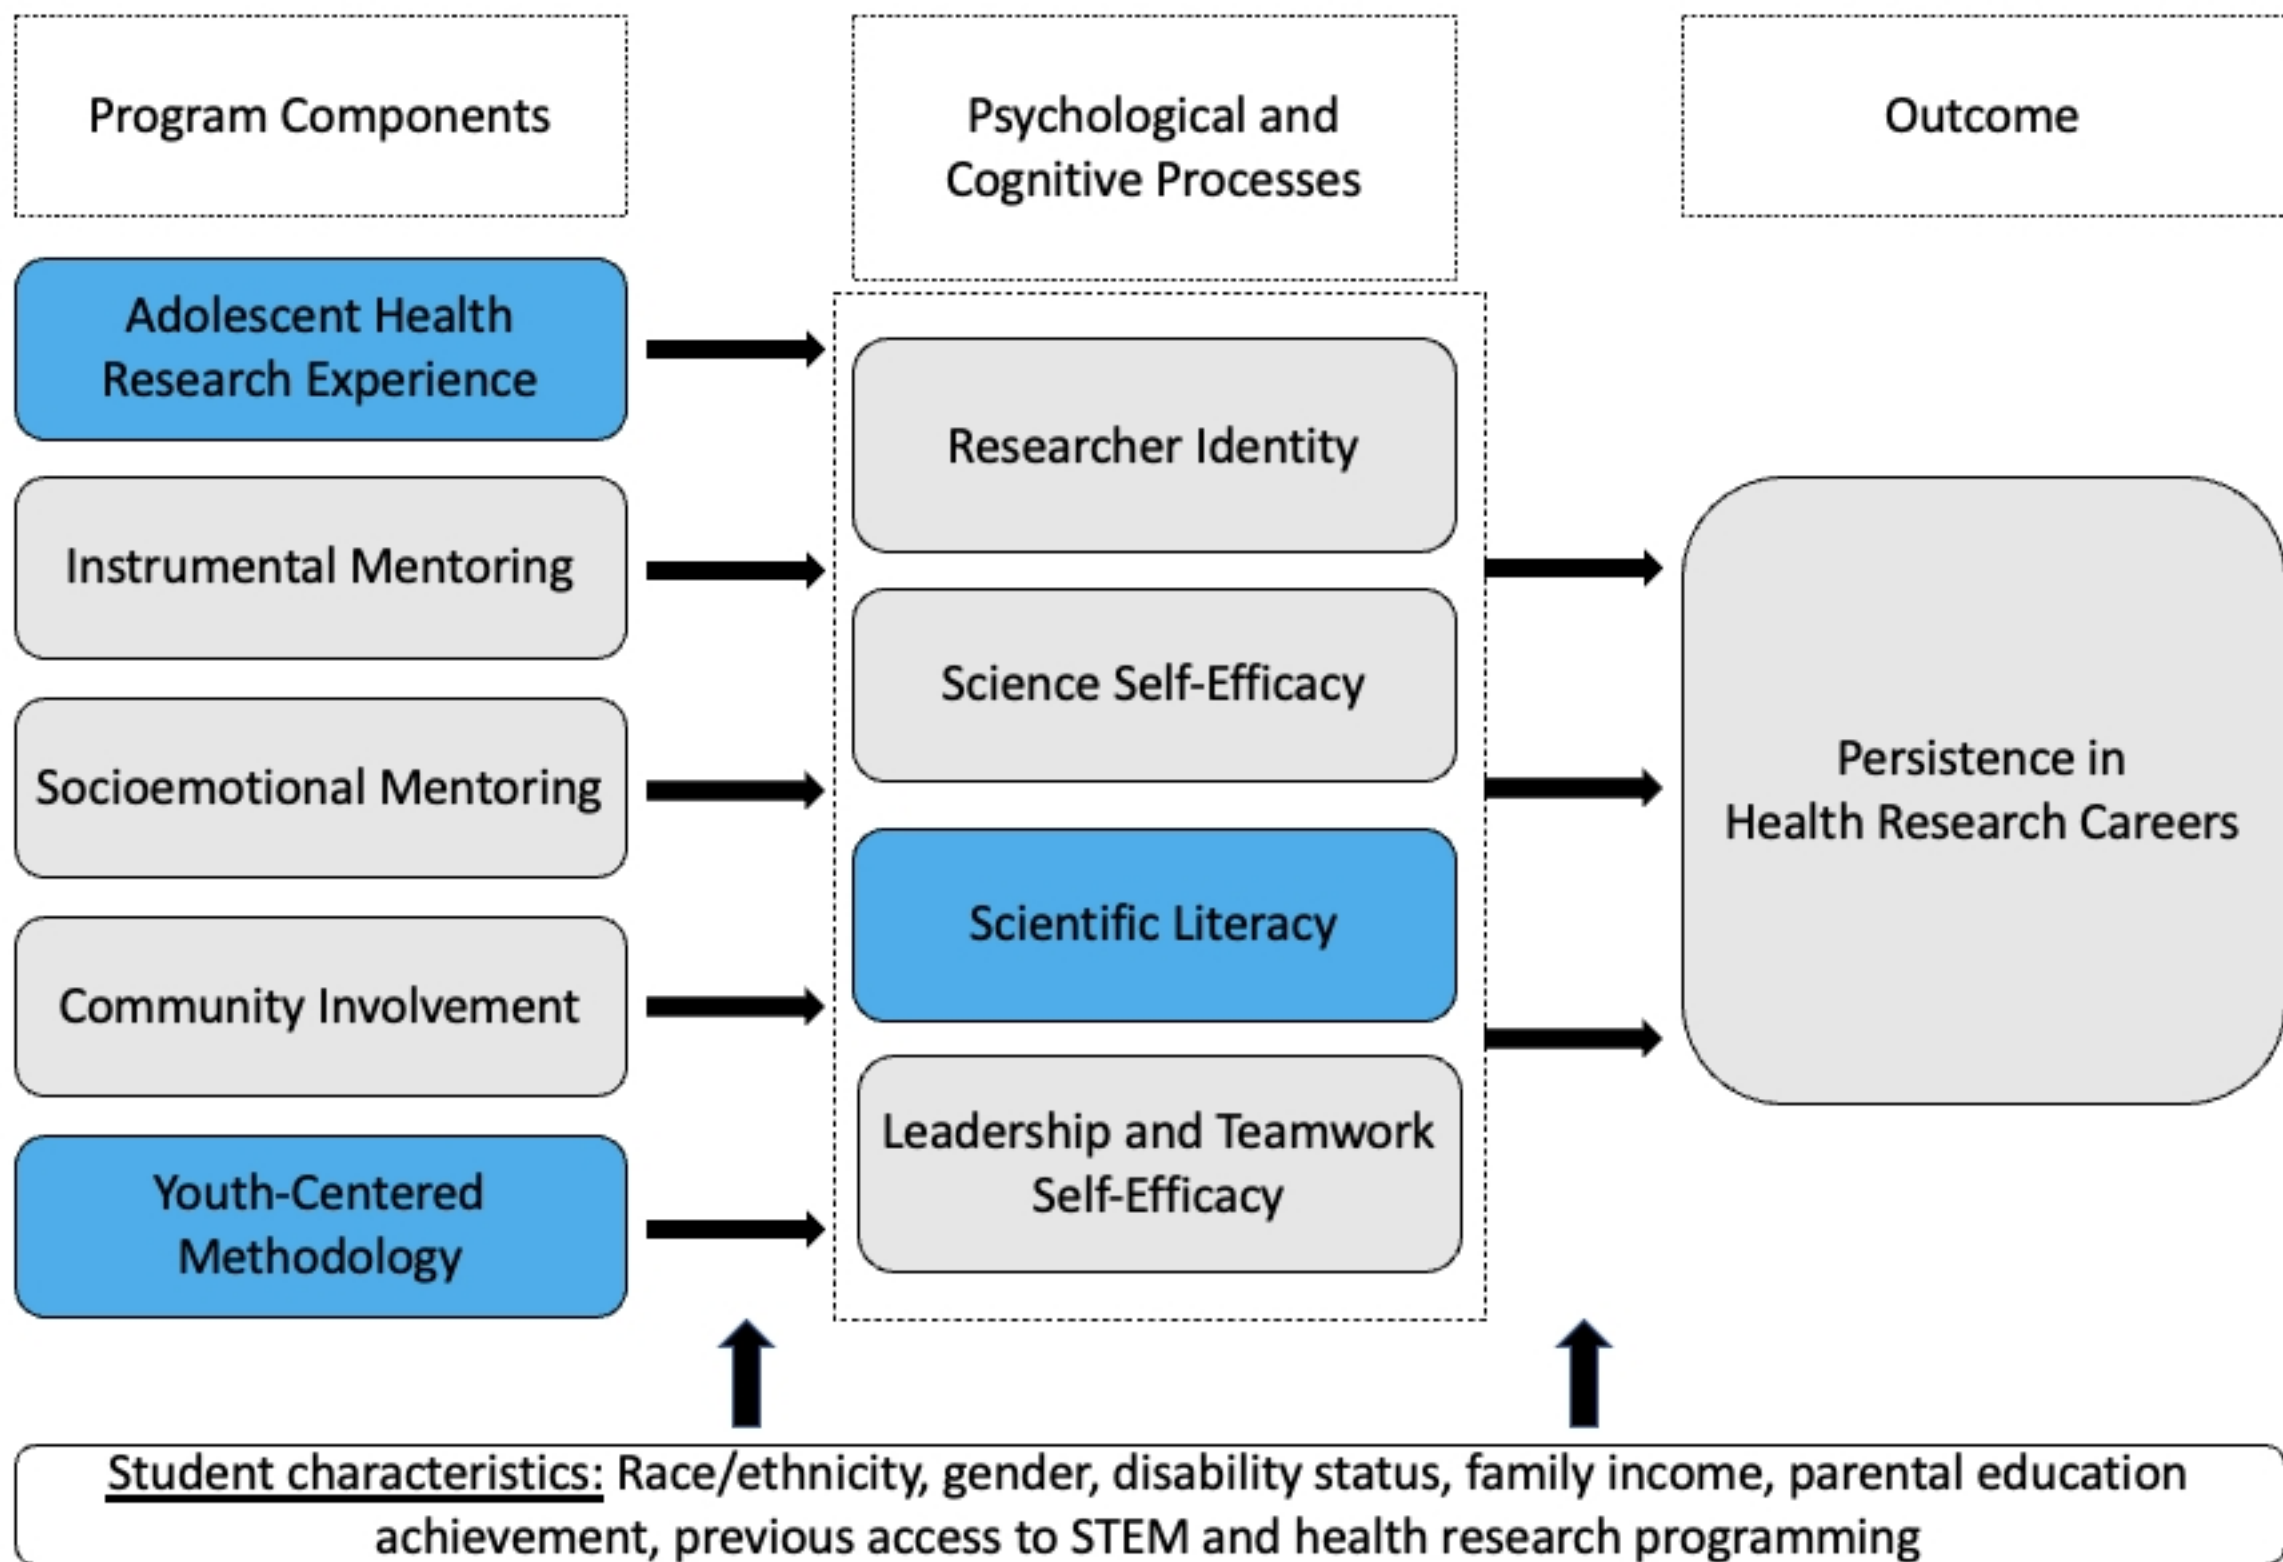 Program Components
Psychological and
Cognitive Processes
Outcome
Adolescent Health
Research Experience
Instrumental Mentoring
Socioemotional Mentoring
Community Involvement
Youth-Centered
Methodology
Researcher Identity
Science Self-Efficacy
Scientific Literacy
Leadership and Teamwork
Self-Efficacy
Persistence in
Health Research Careers
Student characteristics: Race/ethnicity, gender, disability status, family income, parental education
achievement, previous access to STEM and health research programming